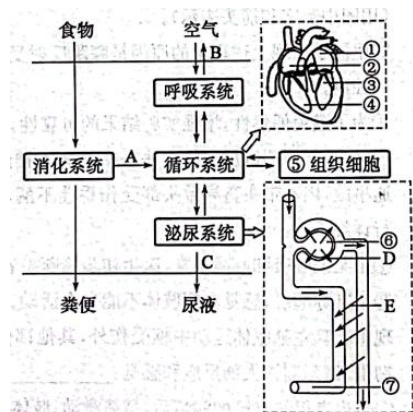 食物
空气
B
呼吸系统
①
②
③
④
消化系统
A
循环系统
⑤ 组织细胞
泌尿系统
C
粪便
尿液
⑥
D
E
⑦